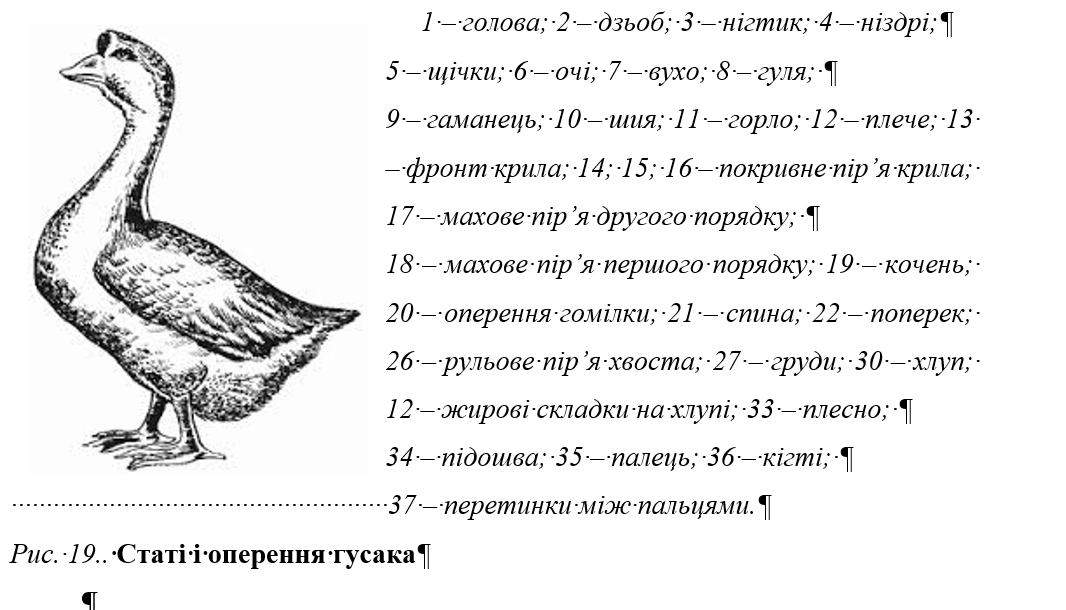 1 – голова; 2 – дзьоб; 3 – нігтик; 4 – ніздрі;¶
5 – щічки; 6 – очі; 7 – вухо; 8 – гуля; ¶
9 – гаманець; 10 – шия; 11 – горло; 12 – плече; 13
– фронт крила; 14; 15; 16 – покривне пір’я крила;
17 – махове пір’я другого порядку; ¶
18 – махове пір’я першого порядку; 19 – кочень;
20 – оперення гомілки; 21 – спина; 22 – поперек;
26 – рульове пір’я хвоста; 27 – груди; 30 – хлуп;
12 – жирові складки на хлупі; 33 – плесно; ¶
34 – підошва; 35 – палець; 36 – кігті; ¶
37 – перетинки між пальцями.¶
Рис. 19.. Статі і оперення гусака¶
¶